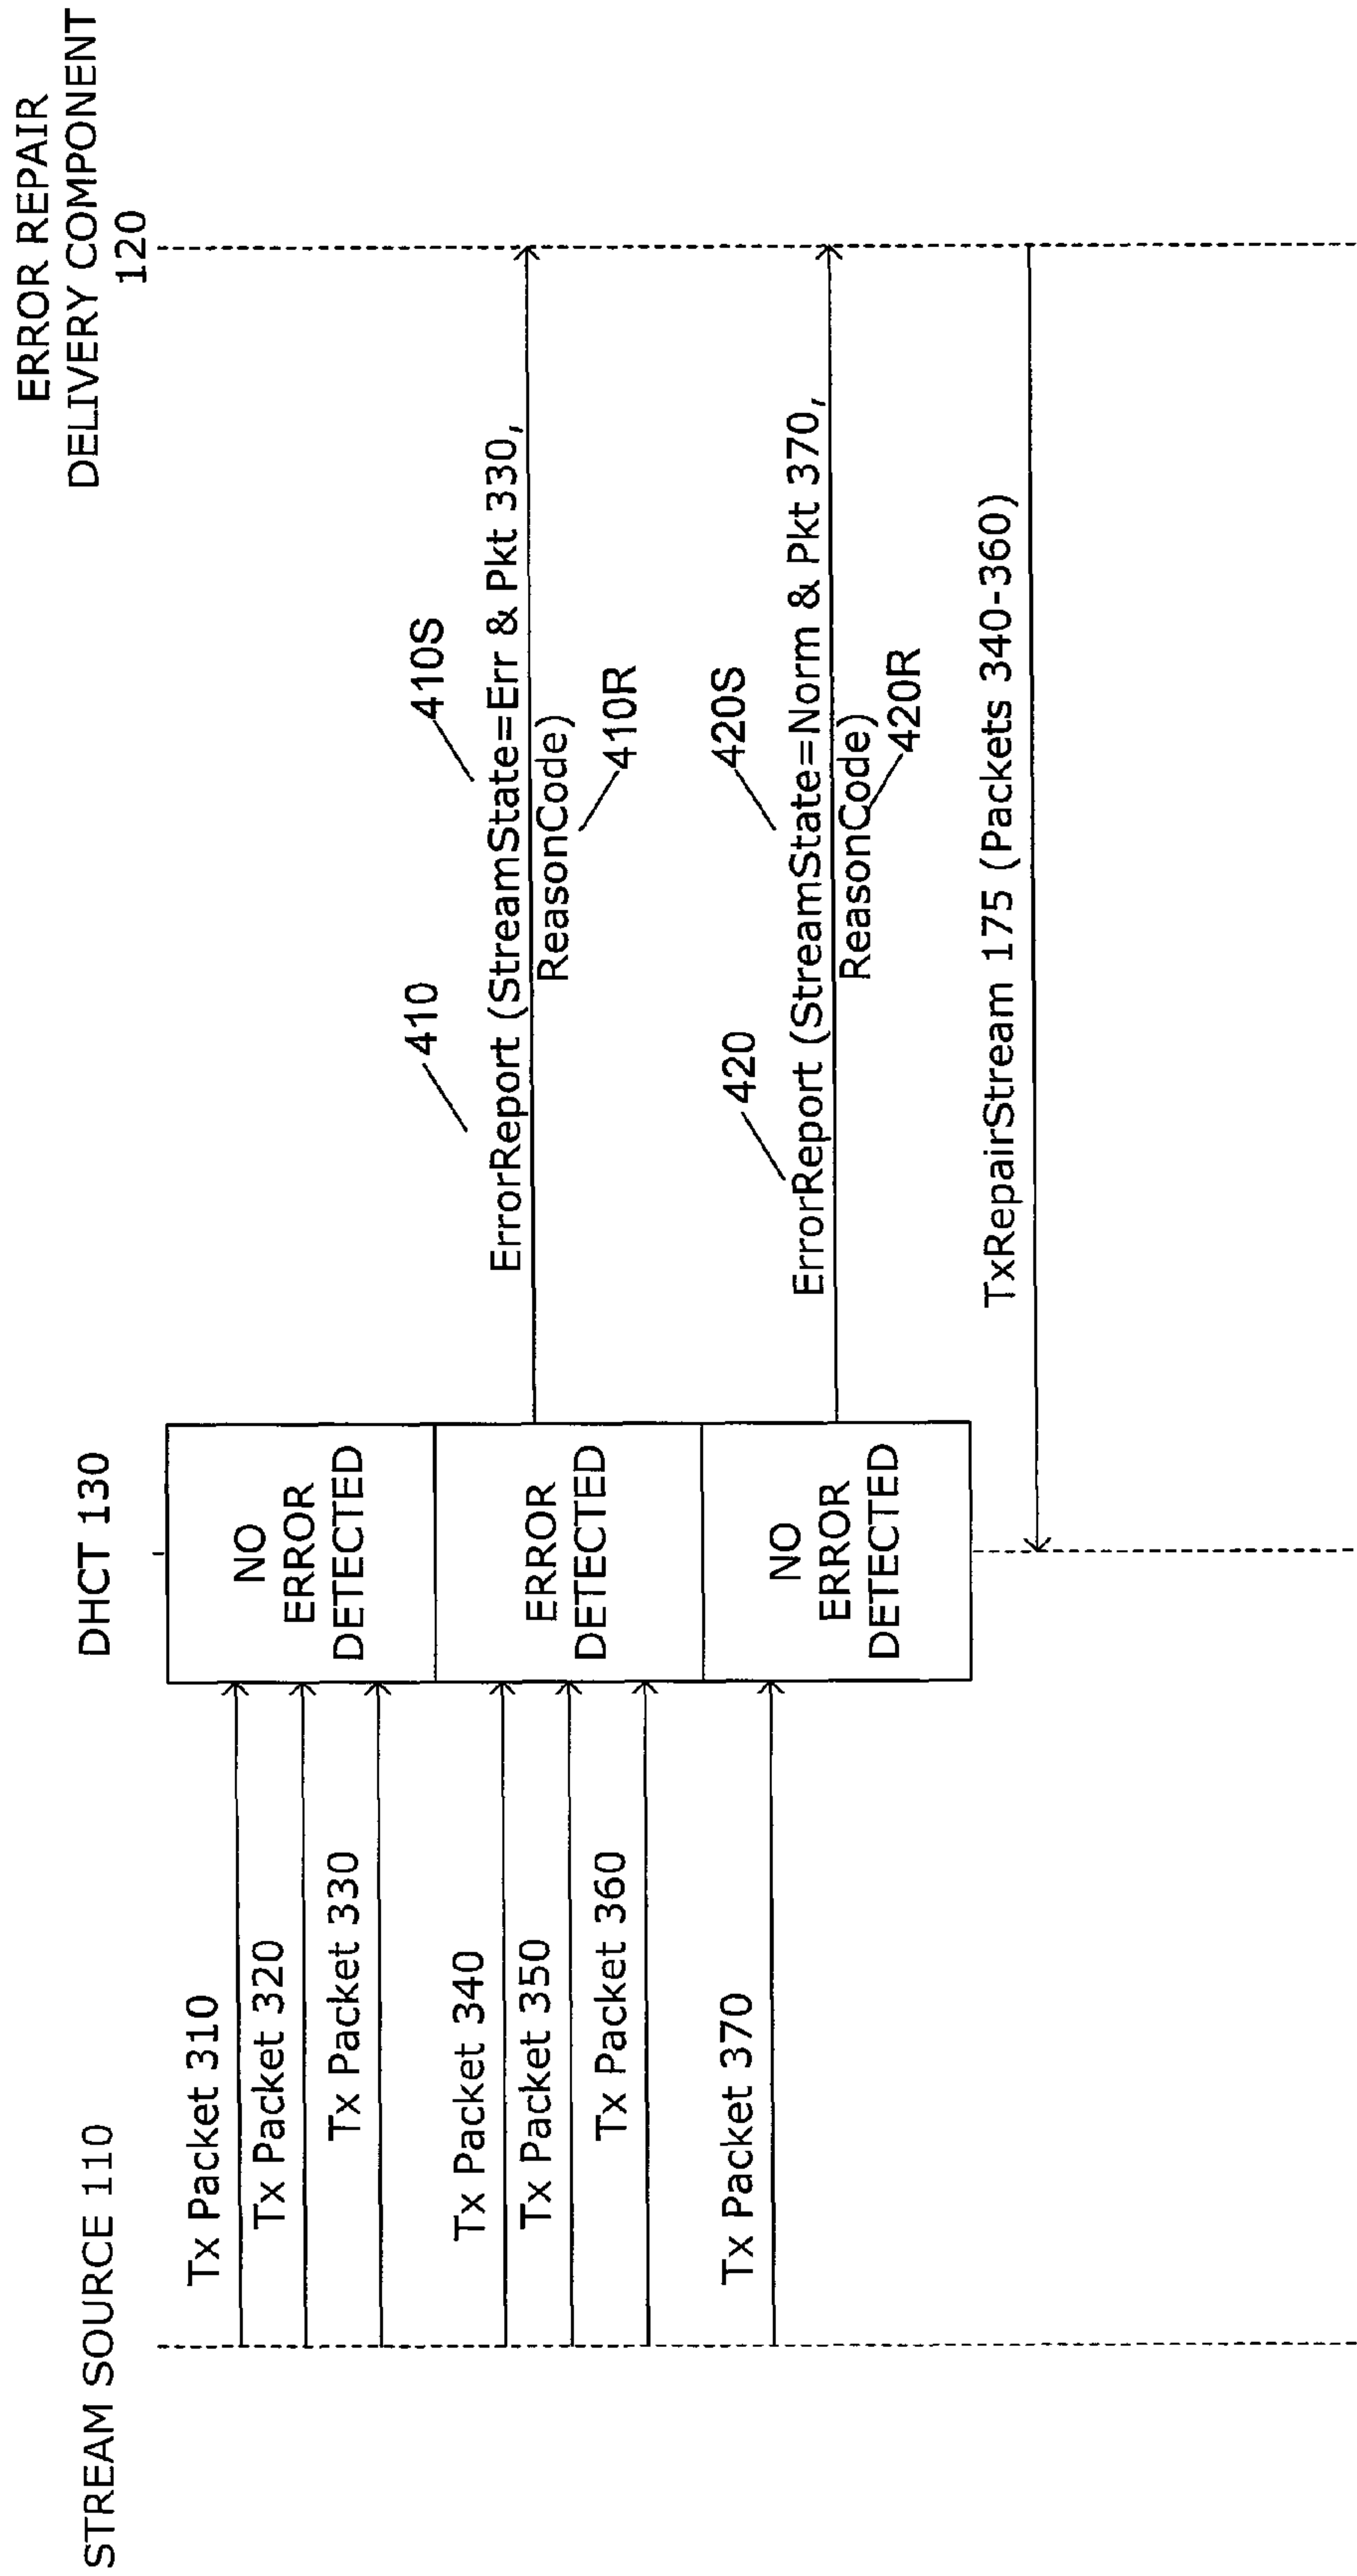 STREAM SOURCE 110
DHCT 130
ERROR REPAIR
DELIVERY COMPONENT
120
Tx Packet 310
Tx Packet 320
Tx Packet 330
NO
ERROR
DETECTED
Tx Packet 340
Tx Packet 350
Tx Packet 360
ERROR
DETECTED
410
410S
ErrorReport (StreamState=Err & Pkt 330,
ReasonCode)
410R
Tx Packet 370
NO
ERROR
DETECTED
420
420S
ErrorReport (StreamState=Norm & Pkt 370,
ReasonCode)
420R
TxRepairStream 175 (Packets 340-360)